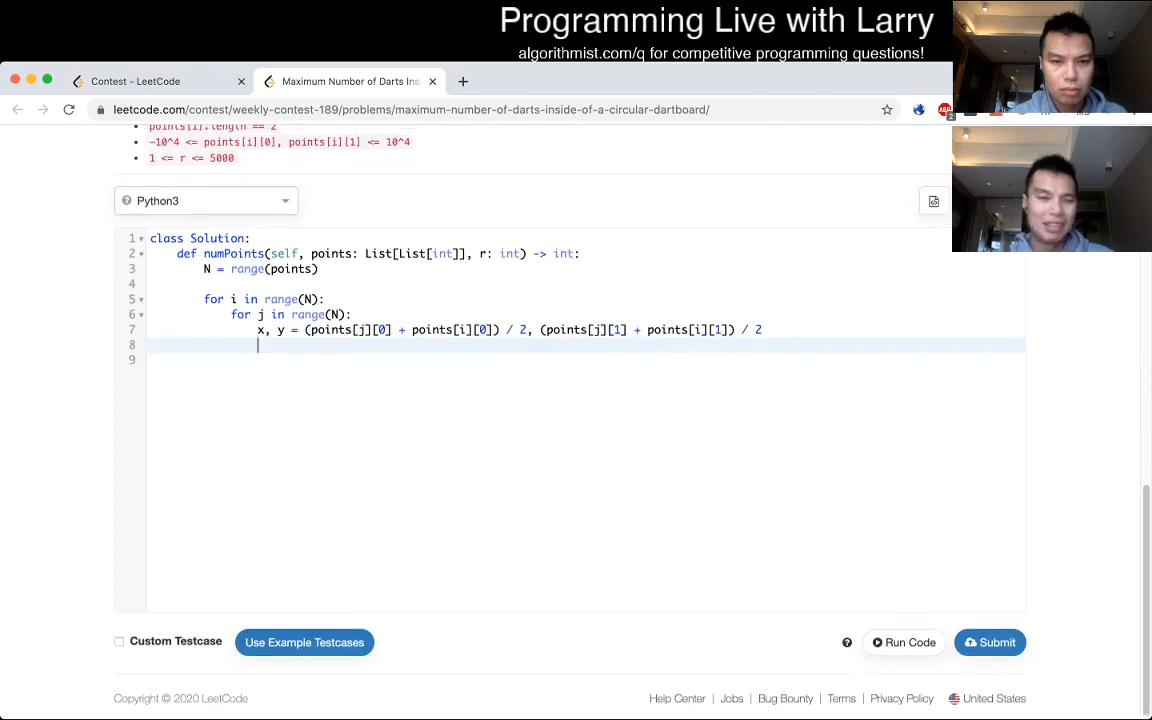 Programming Live with Larry
algorithmist.com/q for competitive programming questions!
Contest - LeetCode
Maximum Number of Darts Ins
leetcode.com/contest/weekly-contest-189/problems/maximum-number-of-darts-inside-of-a-circular-dartboard/
points[i].length == 2
-10^4 <= points[i][0], points[i][1] <= 10^4
1 <= r <= 5000
Python3
1 class Solution:
2 def numPoints(self, points: List[List[int]], r: int) -> int:
3 N = range(points)
4
5 for i in range(N):
6 for j in range(N):
7 x, y = (points[j][0] + points[i][0]) / 2, (points[j][1] + points[i][1]) / 2
8
9
Custom Testcase
Use Example Testcases
Run Code
Submit
Copyright © 2020 LeetCode
Help Center | Jobs | Bug Bounty | Terms | Privacy Policy
United States